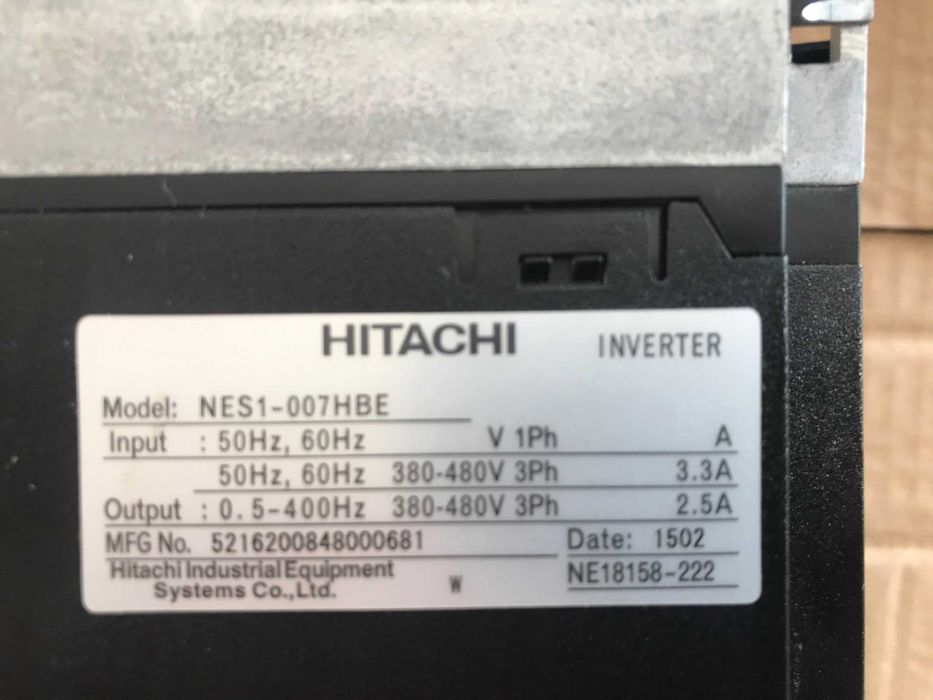 HITACHI INVERTER
Model: NES1-007HBE
Input : 50Hz, 60Hz V 1Ph A
50Hz, 60Hz 380-480V 3Ph 3.3A
Output : 0.5-400Hz 380-480V 3Ph 2.5A
MFG No. 5216200848000681 Date: 1502
Hitachi Industrial Equipment
Systems Co.,Ltd. W NE18158-222